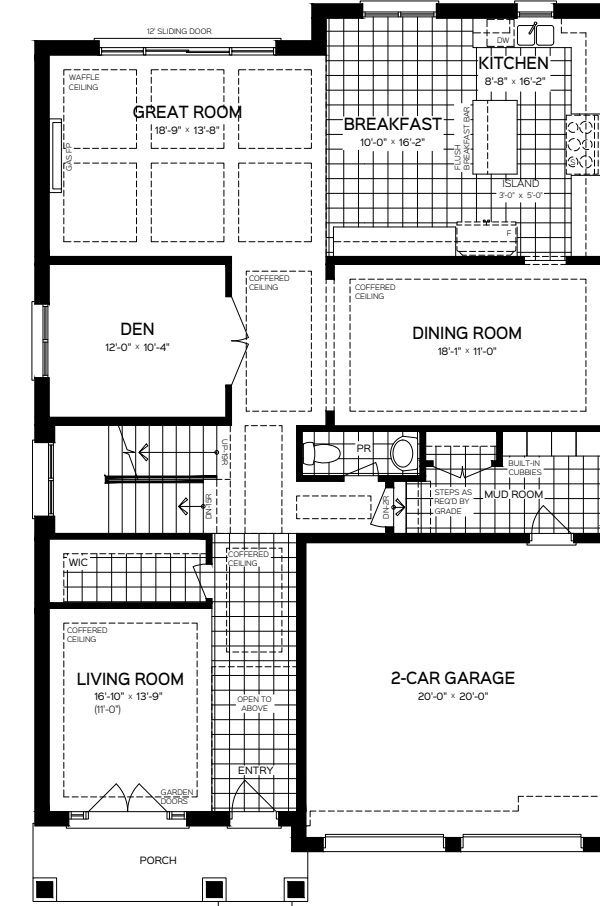 12' SLIDING DOOR
WAFFLE
CEILING
GREAT ROOM
18'-9" x 13'-8"
GAS FP
DW
KITCHEN
8'-8" x 16'-2"
BREAKFAST
10'-0" x 16'-2"
FLUSH
BREAKFAST BAR
ISLAND
3'-0" x 5'-0"
F
COFFERED
CEILING
COFFERED
CEILING
DEN
12'-0" x 10'-4"
DINING ROOM
18'-1" x 11'-0"
UP-19R
PR
BUILT-IN
CUBBIES
DN-15R
DN-2R
STEPS AS
REQ'D BY
GRADE
MUD ROOM
WIC
COFFERED
CEILING
COFFERED
CEILING
LIVING ROOM
16'-10" x 13'-9"
(11'-0")
OPEN TO
ABOVE
2-CAR GARAGE
20'-0" x 20'-0"
ENTRY
GARDEN
DOORS
PORCH